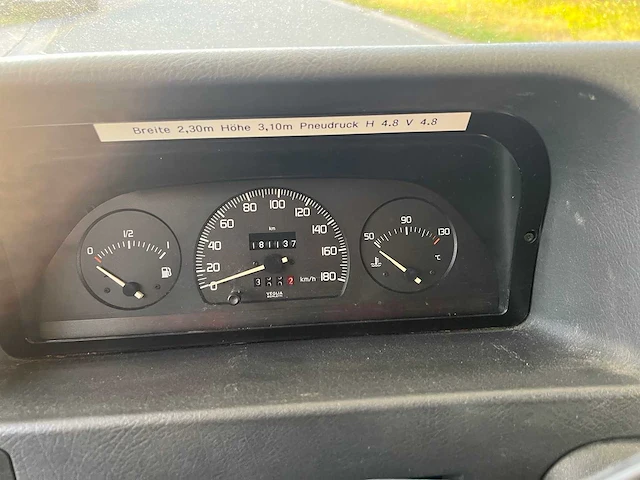 Breite 2,30m Höhe 3,10m Pneudruck H 4.8 V 4.8
0 1/2 1
0 20 40 60 80 100 120 140 160 180
km
181137
km/h
VEGLIA
50 90 130
°C